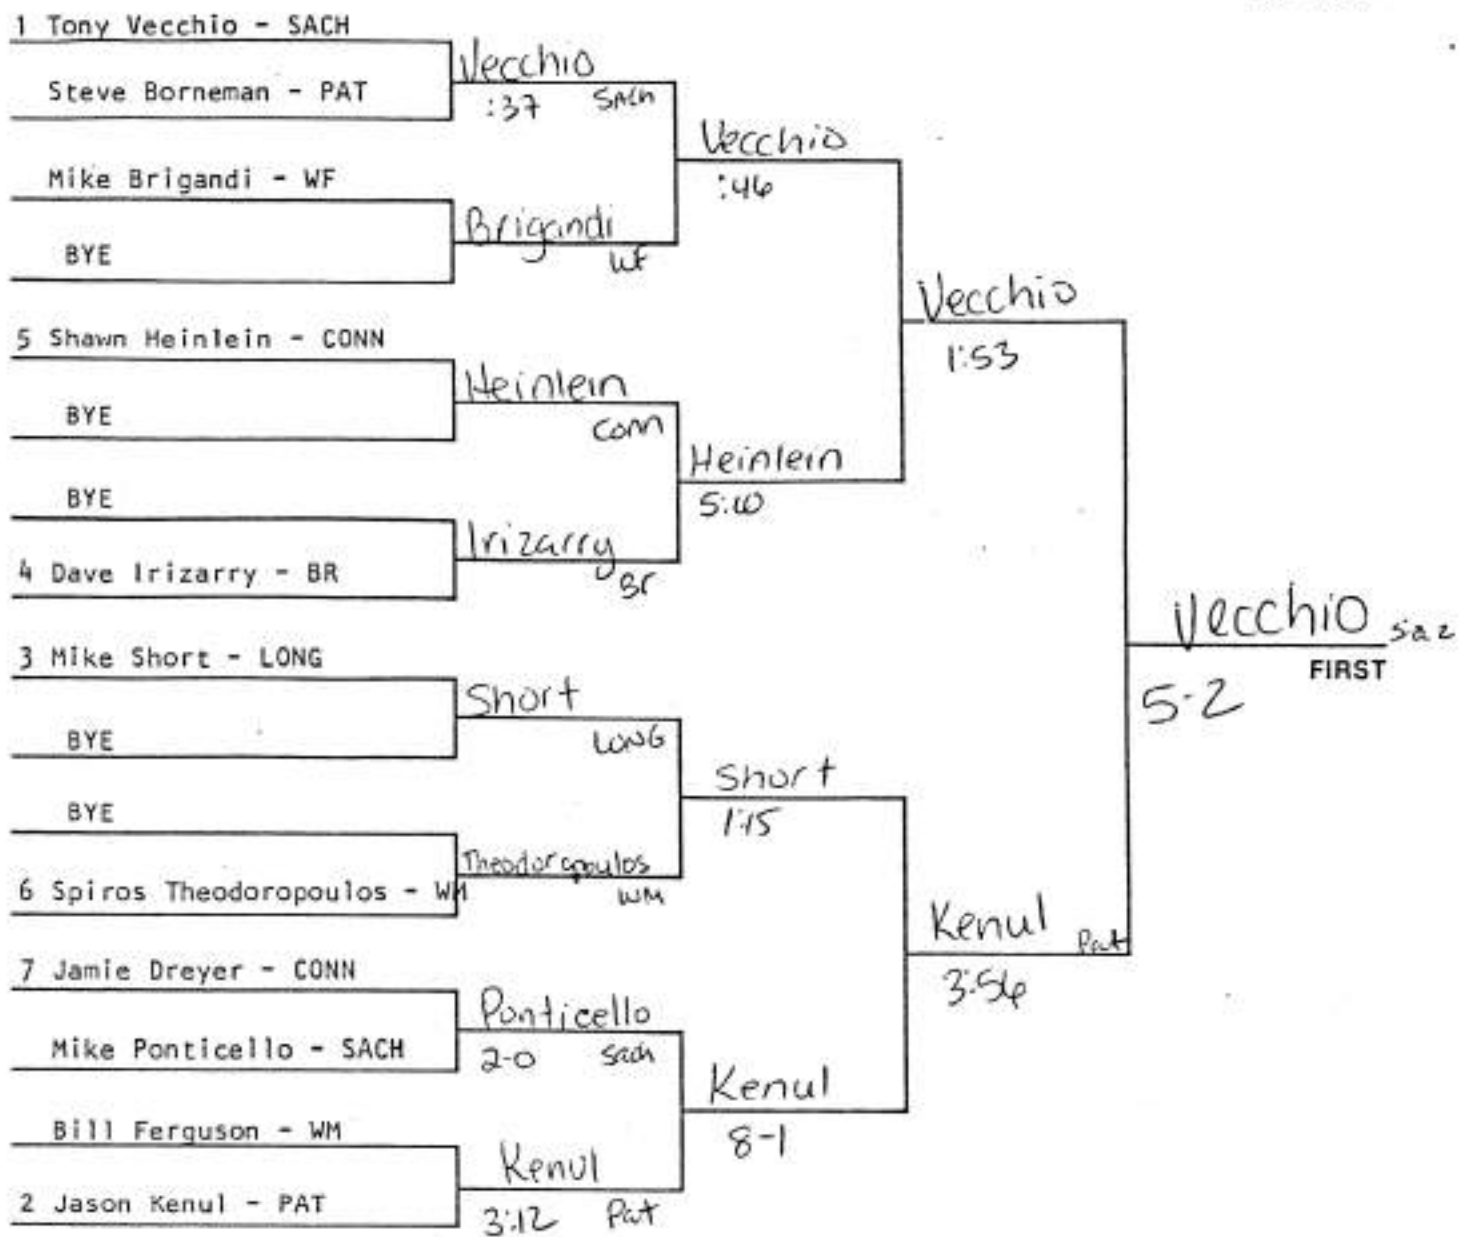 1 Tony Vecchio - SACH
Steve Borneman - PAT
Mike Brigandi - WF
BYE
5 Shawn Heinlein - CONN
BYE
BYE
4 Dave Irizarry - BR
3 Mike Short - LONG
BYE
BYE
6 Spiros Theodoropoulos - WM
7 Jamie Dreyer - CONN
Mike Ponticello - SACH
Bill Ferguson - WM
2 Jason Kenul - PAT
Vecchio
:37 SACH
Brigandi
WF
Heinlein
CONN
Irizarry
Br
Short
LONG
Theodoropoulos
WM
Ponticello
2-0 Sach
Kenul
3:12 Pat
Vecchio
:46
Heinlein
Short
1:15
Kenul
8-1
Vecchio
1:53
Kenul Pat
3:56
Vecchio
FIRST
5-2